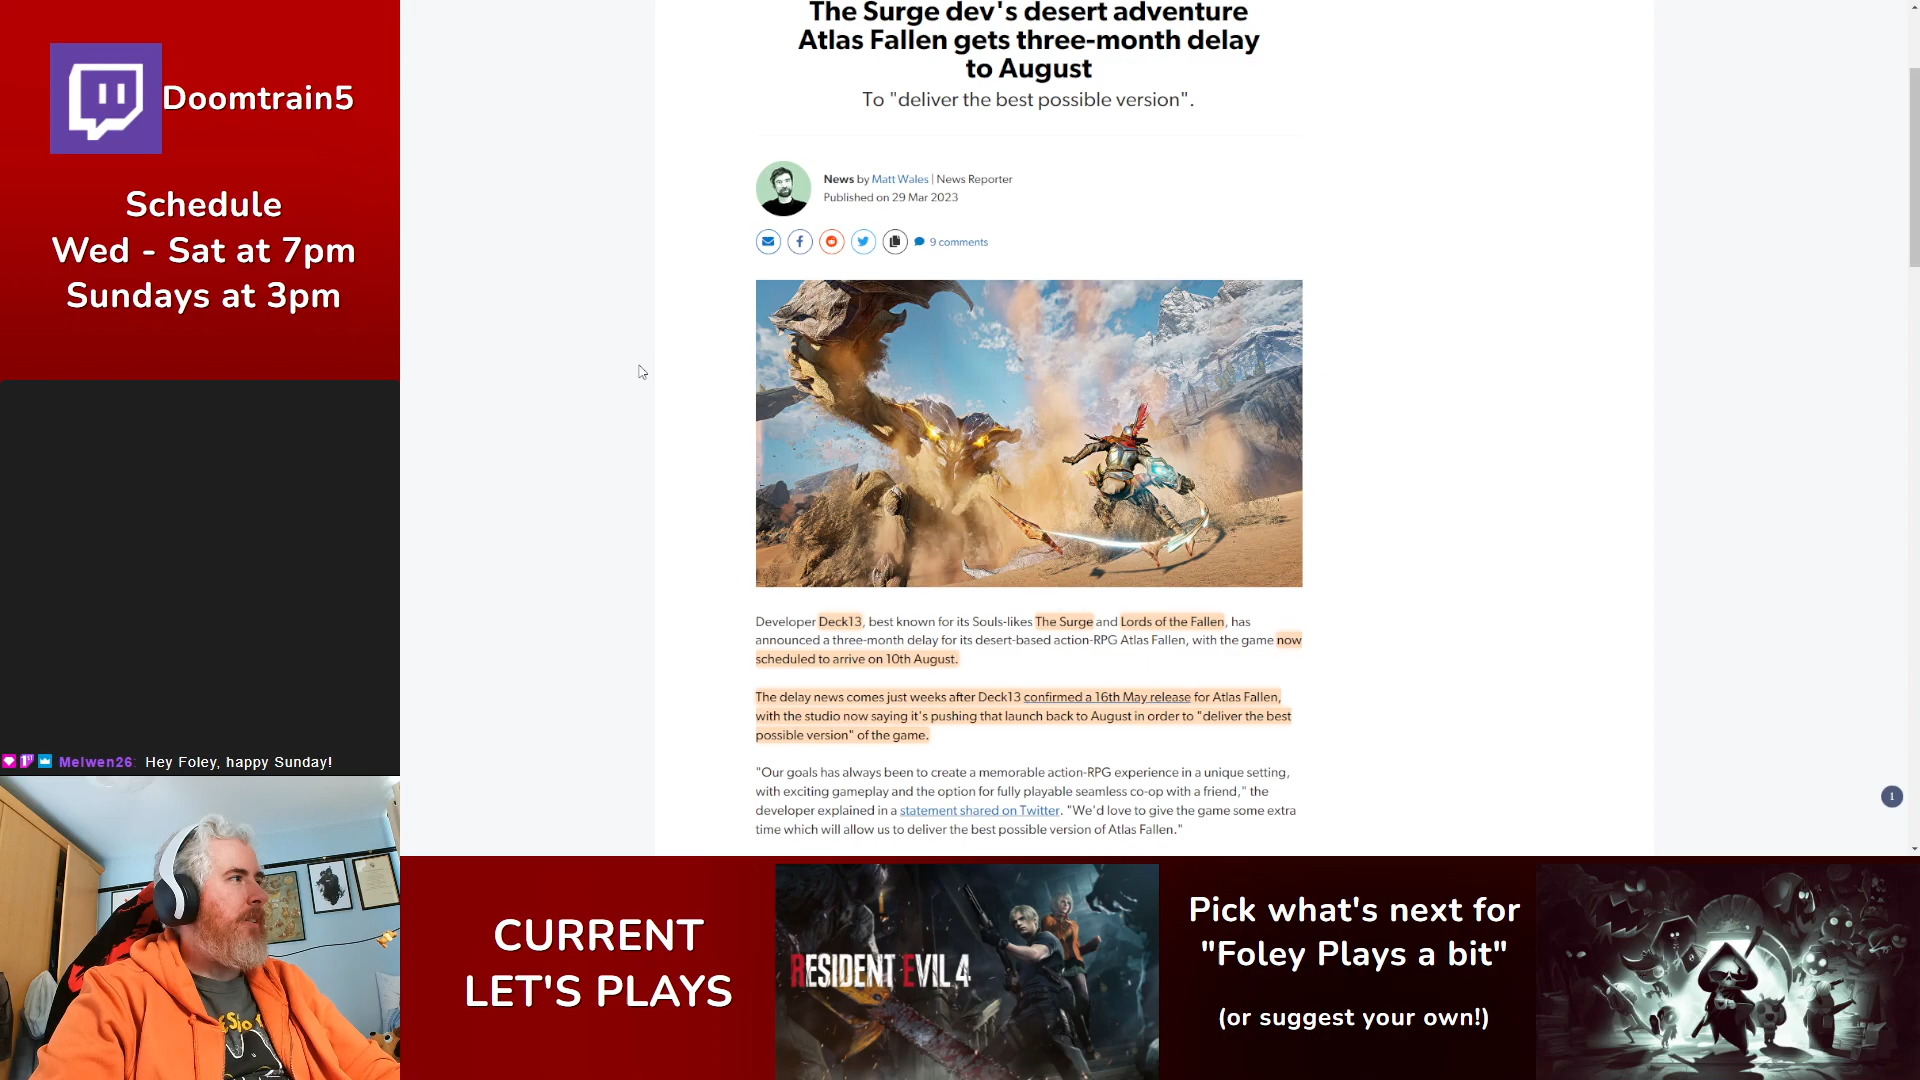 Doomtrain5
Schedule
Wed - Sat at 7pm
Sundays at 3pm
Melwen26: Hey Foley, happy Sunday!
The Surge dev's desert adventure
Atlas Fallen gets three-month delay
to August
To "deliver the best possible version".
News by Matt Wales | News Reporter
Published on 29 Mar 2023
9 comments
Developer Deck13, best known for its Souls-likes The Surge and Lords of the Fallen, has
announced a three-month delay for its desert-based action-RPG Atlas Fallen, with the game now
scheduled to arrive on 10th August.
The delay news comes just weeks after Deck13 confirmed a 16th May release for Atlas Fallen,
with the studio now saying it's pushing that launch back to August in order to "deliver the best
possible version" of the game.
"Our goals has always been to create a memorable action-RPG experience in a unique setting,
with exciting gameplay and the option for fully playable seamless co-op with a friend," the
developer explained in a statement shared on Twitter. "We'd love to give the game some extra
time which will allow us to deliver the best possible version of Atlas Fallen."
1
CURRENT
LET'S PLAYS
RESIDENT EVIL 4
Pick what's next for
"Foley Plays a bit"
(or suggest your own!)